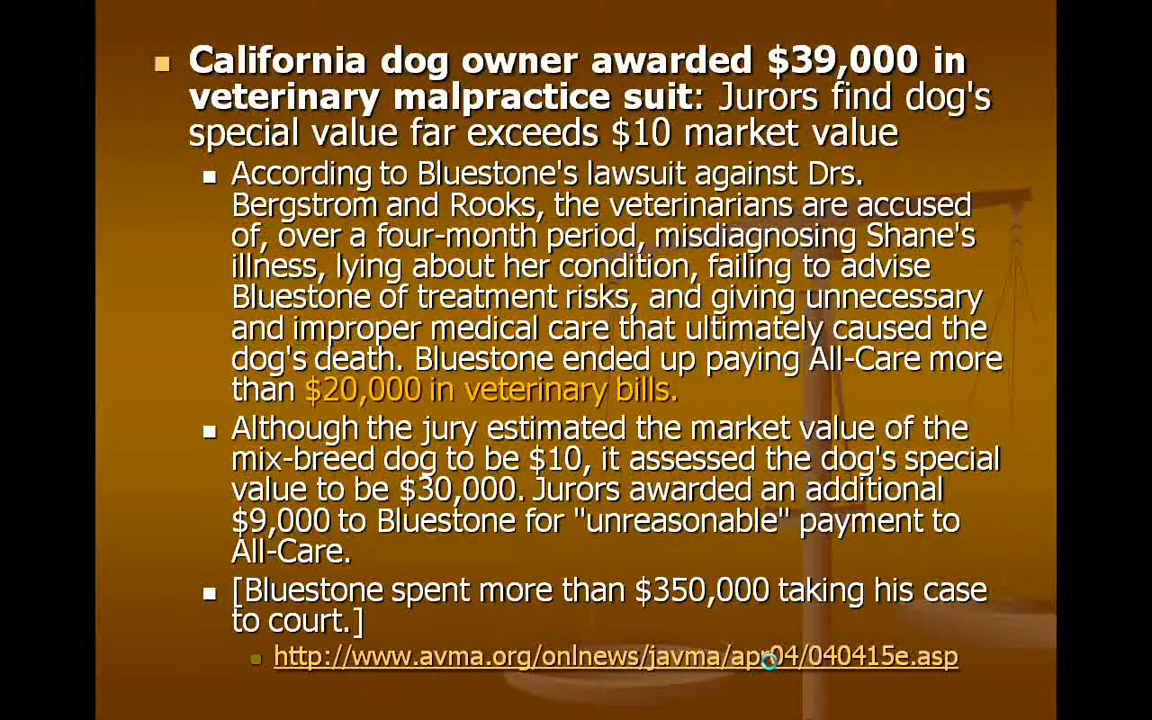 California dog owner awarded $39,000 in
veterinary malpractice suit: Jurors find dog's
special value far exceeds $10 market value
According to Bluestone's lawsuit against Drs.
Bergstrom and Rooks, the veterinarians are accused
of, over a four-month period, misdiagnosing Shane's
illness, lying about her condition, failing to advise
Bluestone of treatment risks, and giving unnecessary
and improper medical care that ultimately caused the
dog's death. Bluestone ended up paying All-Care more
than $20,000 in veterinary bills.
Although the jury estimated the market value of the
mix-breed dog to be $10, it assessed the dog's special
value to be $30,000. Jurors awarded an additional
$9,000 to Bluestone for "unreasonable" payment to
All-Care.
[Bluestone spent more than $350,000 taking his case
to court.]
http://www.avma.org/onlnews/javma/apr04/040415e.asp